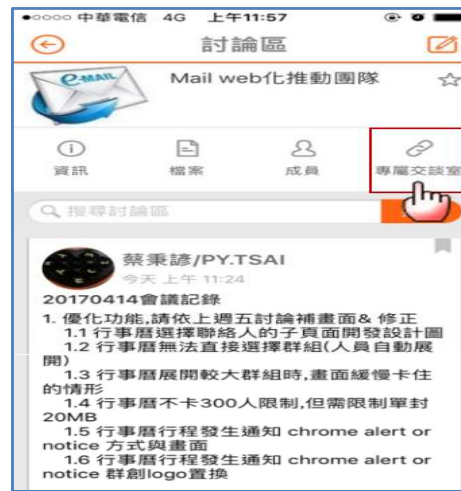 中華電信 4G 上午11:57
討論區
E-MAIL
Mail web化推動團隊
資訊 檔案 成員 專屬交談室
搜尋討論區
蔡秉諺/PY.TSAI
今天 上午 11:24
20170414會議記錄
1. 優化功能,請依上週五討論補畫面& 修正
1.1 行事曆選擇聯絡人的子頁面開發設計圖
1.2 行事曆無法直接選擇群組(人員自動展
開)
1.3 行事曆展開較大群組時,畫面緩慢卡住
的情形
1.4 行事曆不卡300人限制,但需限制單封
20MB
1.5 行事曆行程發生通知 chrome alert or
notice 方式與畫面
1.6 行事曆行程發生通知 chrome alert or
notice 群創logo置換